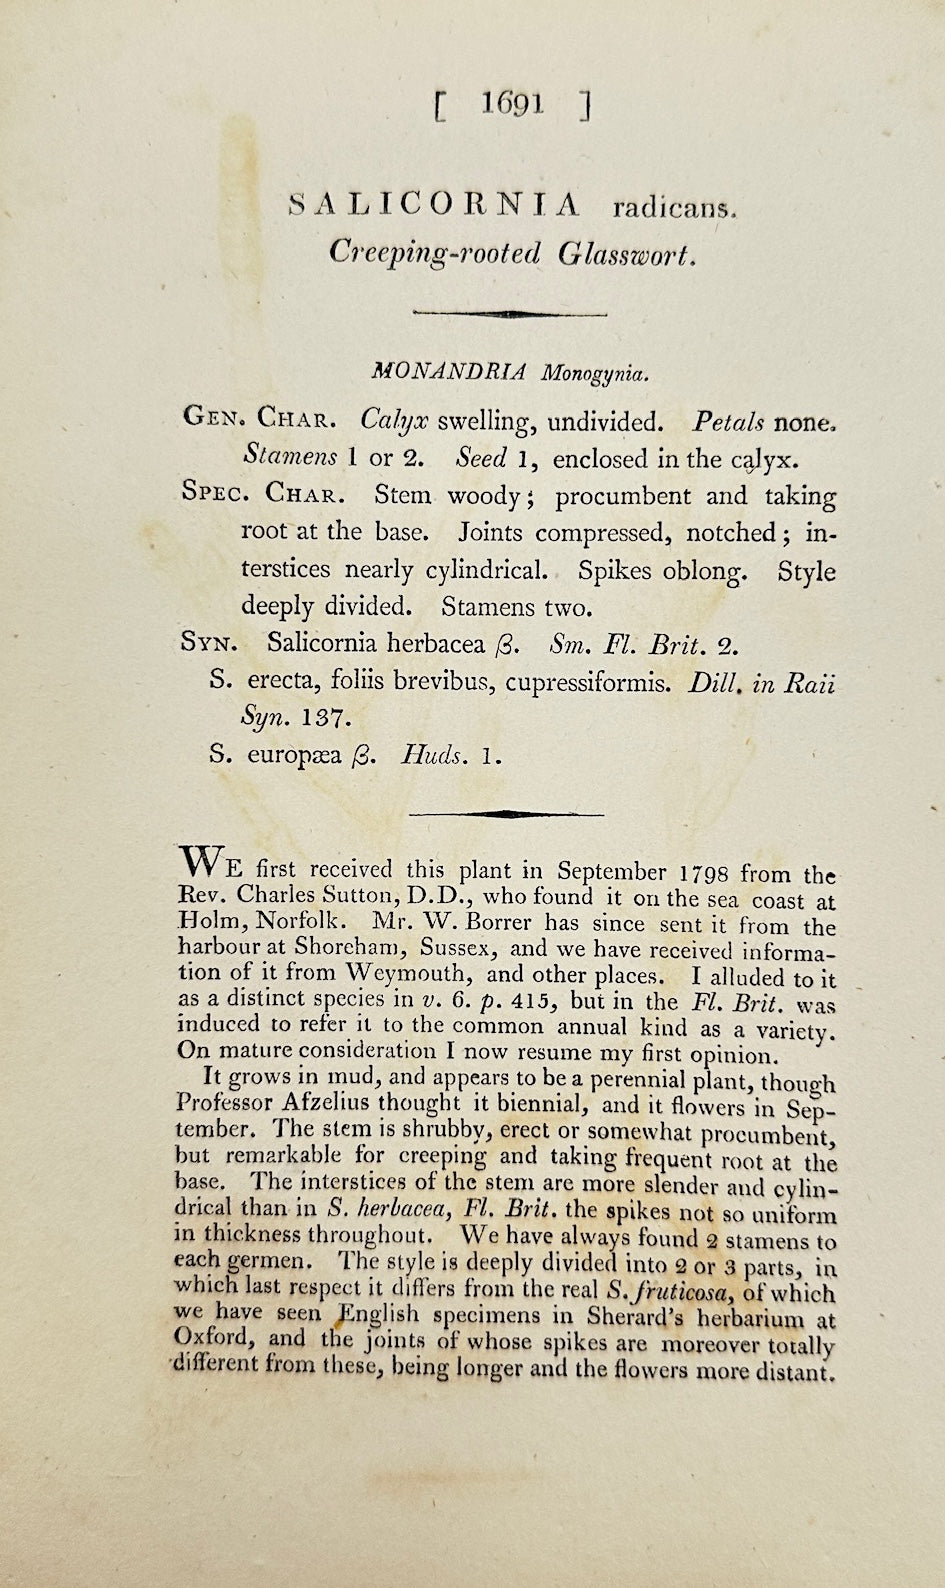 [ 1691 ]
SALICORNIA radicans.
Creeping-rooted Glasswort.
MONANDRIA Monogynia.
GEN. CHAR. Calyx swelling, undivided. Petals none.
Stamens 1 or 2. Seed 1, enclosed in the calyx.
SPEC. CHAR. Stem woody; procumbent and taking
root at the base. Joints compressed, notched; in-
terstices nearly cylindrical. Spikes oblong. Style
deeply divided. Stamens two.
SYN. Salicornia herbacea β. Sm. Fl. Brit. 2.
S. erecta, foliis brevibus, cupressiformis. Dill. in Raii
Syn. 137.
S. europæa β. Huds. 1.
WE first received this plant in September 1798 from the
Rev. Charles Sutton, D.D., who found it on the sea coast at
Holm, Norfolk. Mr. W. Borrer has since sent it from the
harbour at Shoreham, Sussex, and we have received informa-
tion of it from Weymouth, and other places. I alluded to it
as a distinct species in v. 6. p. 415, but in the Fl. Brit. was
induced to refer it to the common annual kind as a variety.
On mature consideration I now resume my first opinion.
It grows in mud, and appears to be a perennial plant, though
Professor Afzelius thought it biennial, and it flowers in Sep-
tember. The stem is shrubby, erect or somewhat procumbent,
but remarkable for creeping and taking frequent root at the
base. The interstices of the stem are more slender and cylin-
drical than in S. herbacea, Fl. Brit. the spikes not so uniform
in thickness throughout. We have always found 2 stamens to
each germen. The style is deeply divided into 2 or 3 parts, in
which last respect it differs from the real S. fruticosa, of which
we have seen English specimens in Sherard's herbarium at
Oxford, and the joints of whose spikes are moreover totally
different from these, being longer and the flowers more distant.